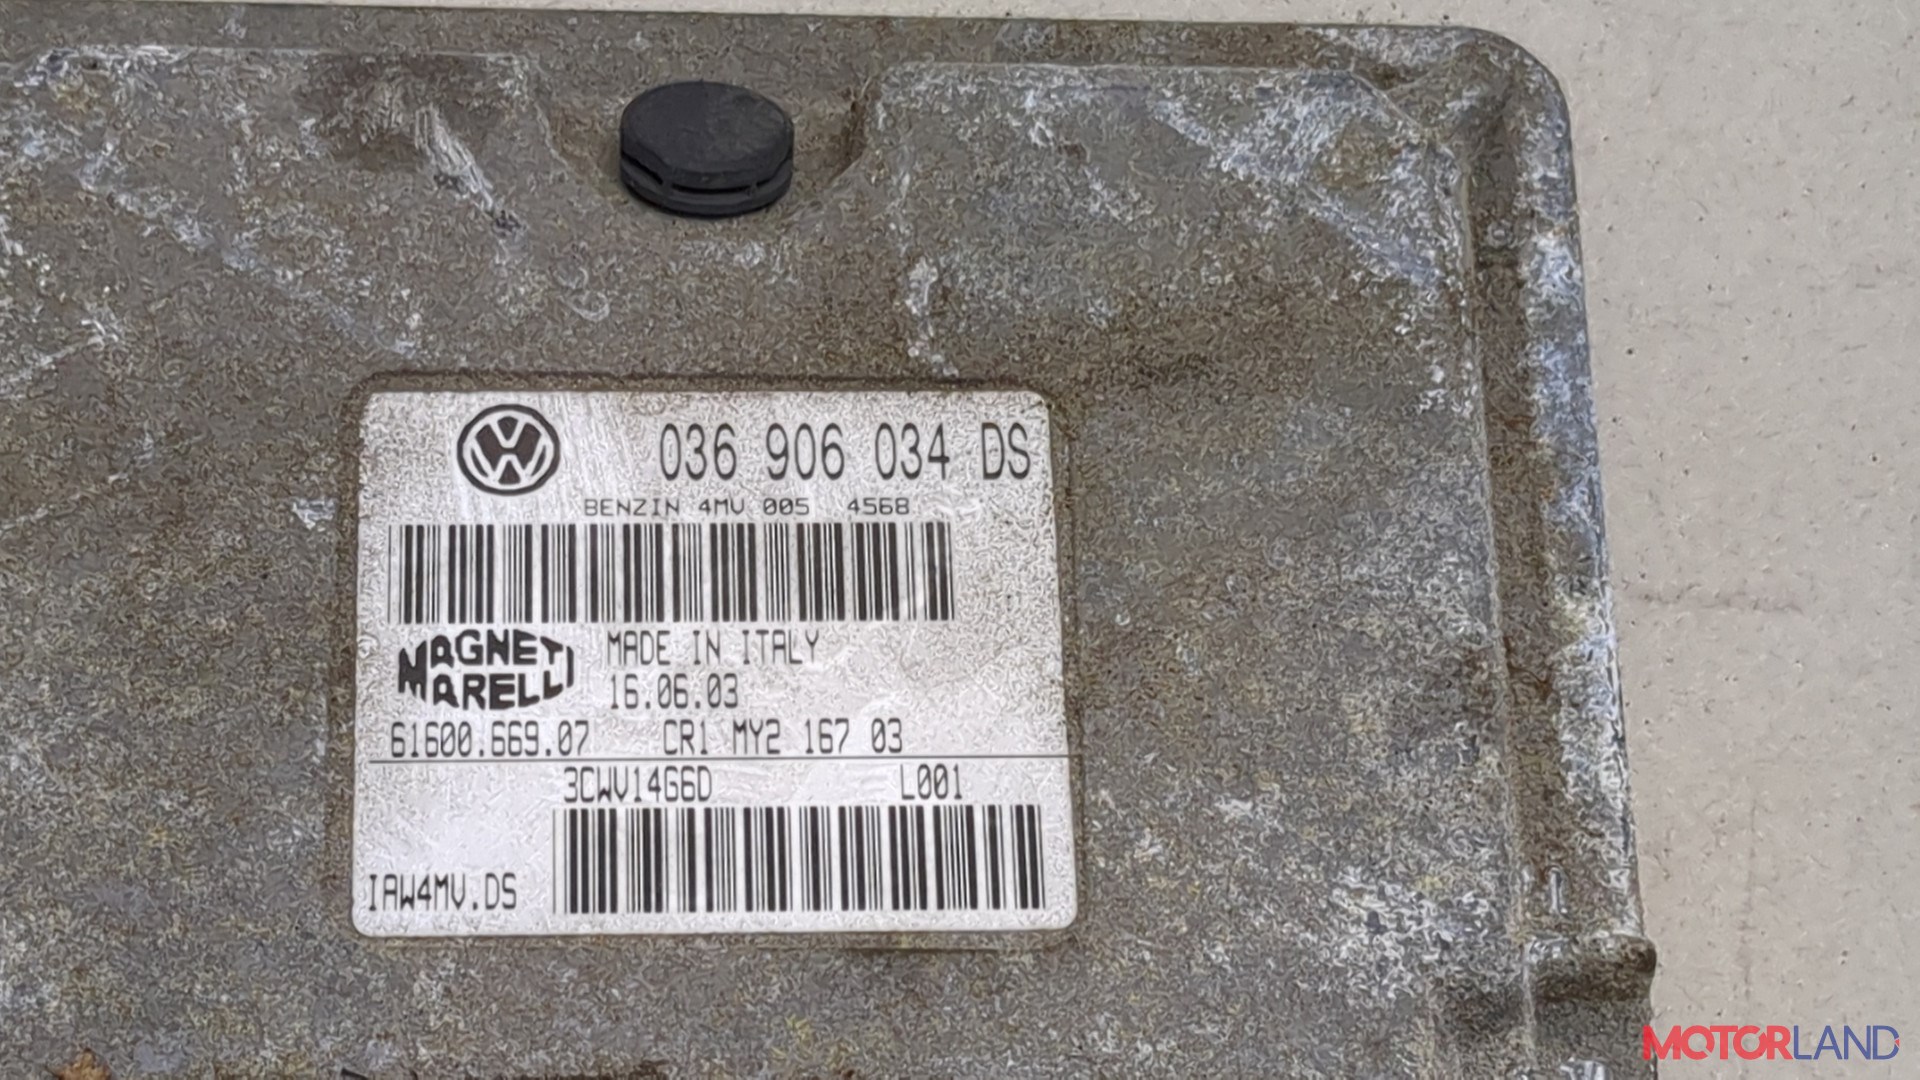 036 906 034 DS
BENZIN 4MV 005 4568
MAGNETI MARELLI
MADE IN ITALY
16.06.03
61600.669.07 CR1 MY2 167 03
3CWV14G6D L001
IAW4MV.DS
MOTORLAND